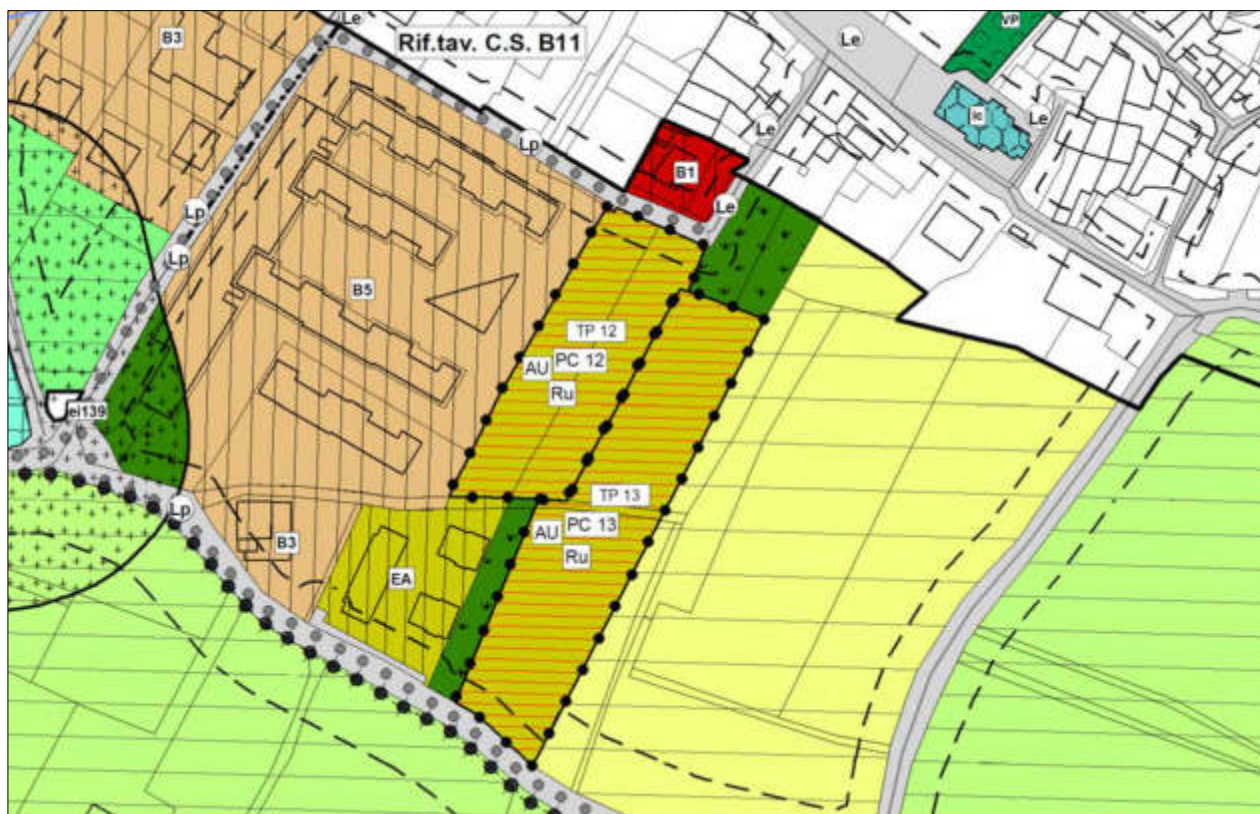 Le
B3
Rif.tav. C.S. B11
Le
VP
Ic
Le
Le
Lp
B1
Le
Lp
Lp
B5
TP 12
AU
PC 12
Ru
ei139
TP 13
Lp
AU
PC 13
B3
Ru
EA